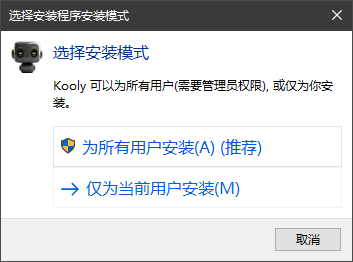 选择安装程序安装模式
选择安装模式
Kooly 可以为所有用户(需要管理员权限), 或仅为你安
装。
为所有用户安装(A) (推荐)
仅为当前用户安装(M)
取消